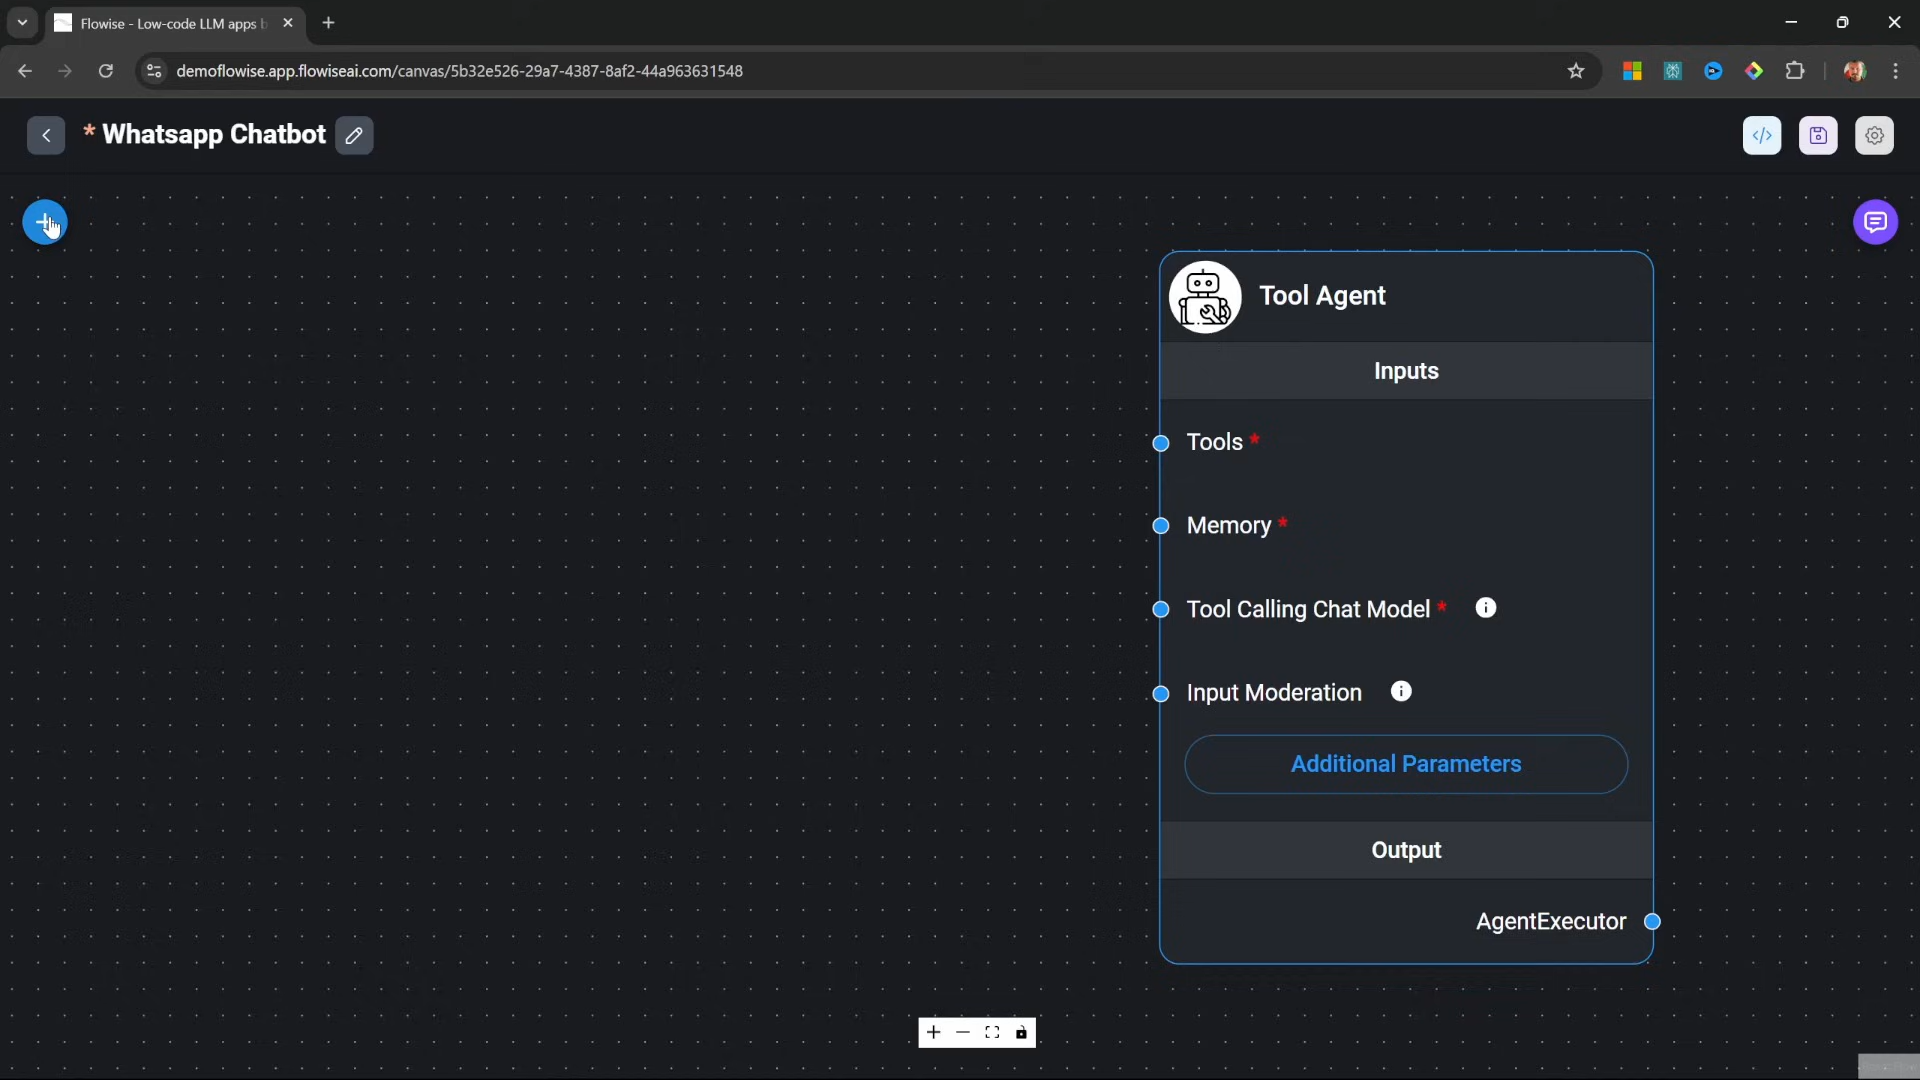 Flowise - Low-code LLM apps b
demoflowise.app.flowiseai.com/canvas/5b32e526-29a7-4387-8af2-44a963631548
* Whatsapp Chatbot
Tool Agent
Inputs
Tools *
Memory *
Tool Calling Chat Model *
Input Moderation
Additional Parameters
Output
AgentExecutor